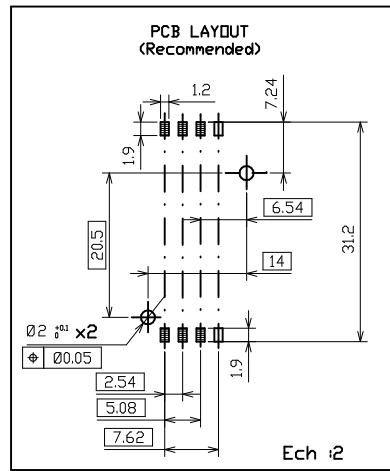 PCB LAYOUT
(Recommended)
1.2
7.24
1.9
6.54
20.5
31.2
14
Ø2 +0.1 0 x2
⌖ Ø0.05
1.9
2.54
5.08
7.62
Ech :2